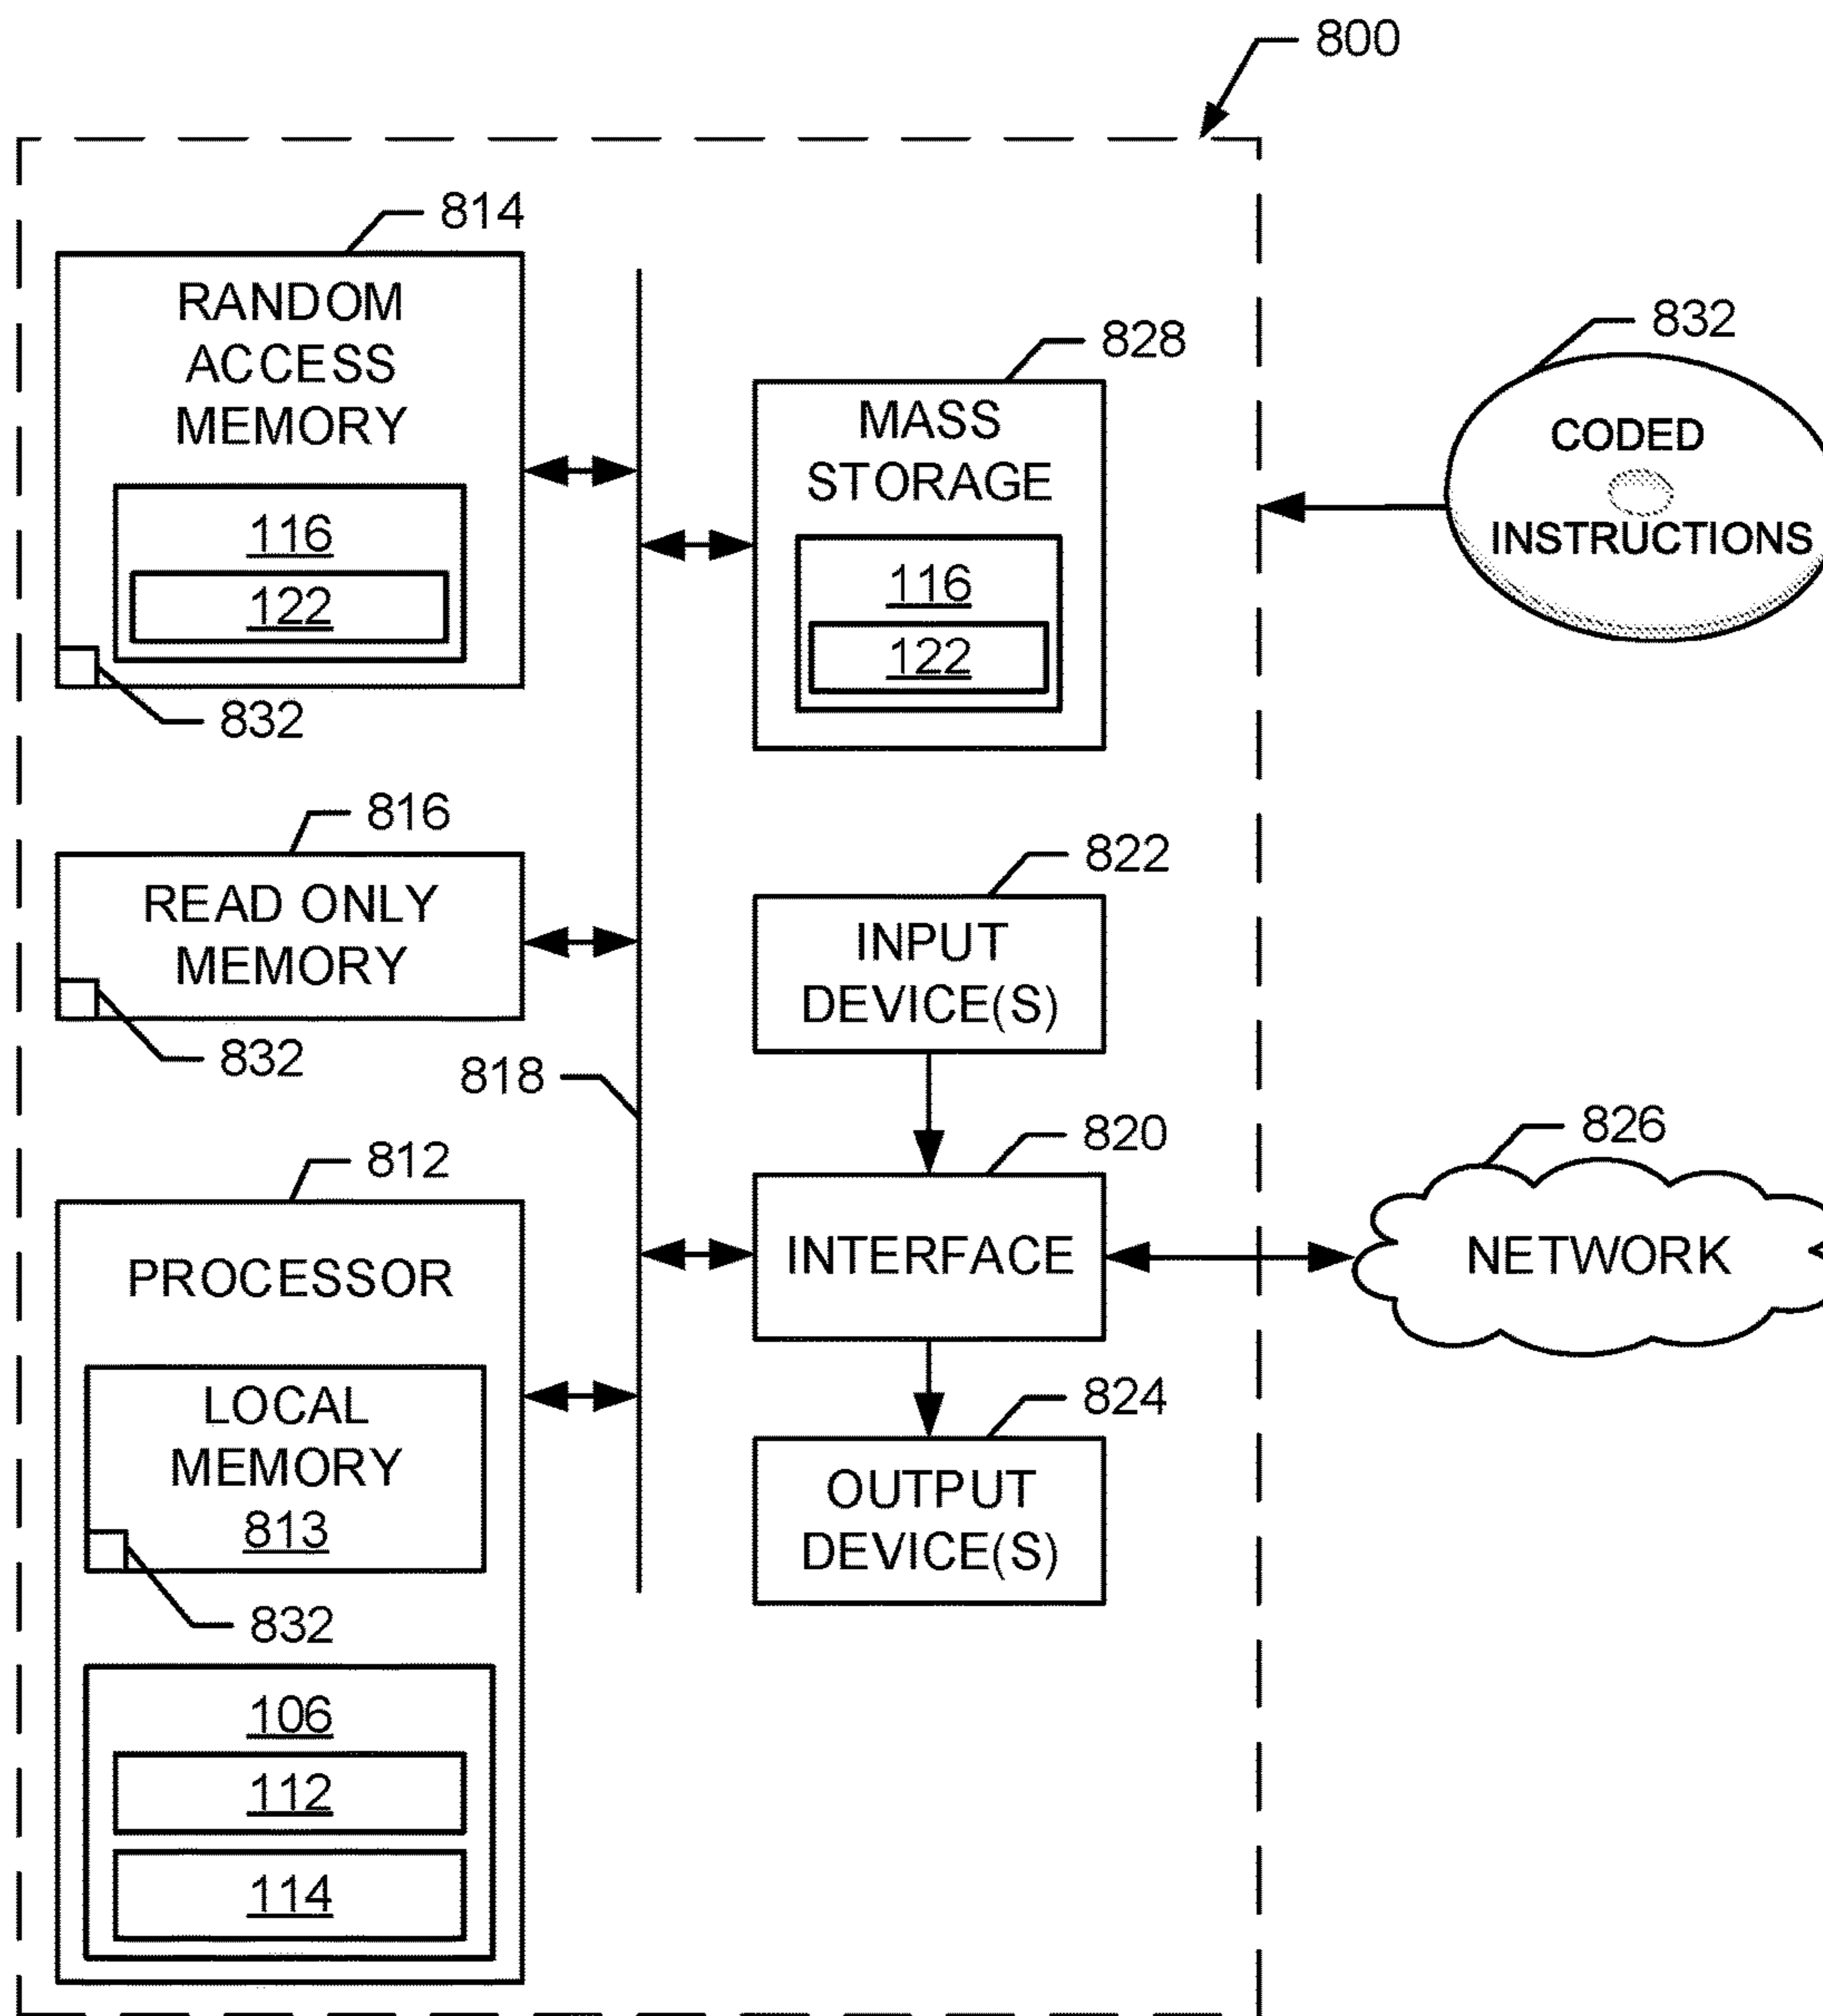 800
814
RANDOM
ACCESS
MEMORY
116
122
832
828
MASS
STORAGE
116
122
832
CODED
INSTRUCTIONS
816
READ ONLY
MEMORY
832
822
INPUT
DEVICE(S)
818
820
INTERFACE
826
NETWORK
812
PROCESSOR
LOCAL
MEMORY
813
832
824
OUTPUT
DEVICE(S)
106
112
114